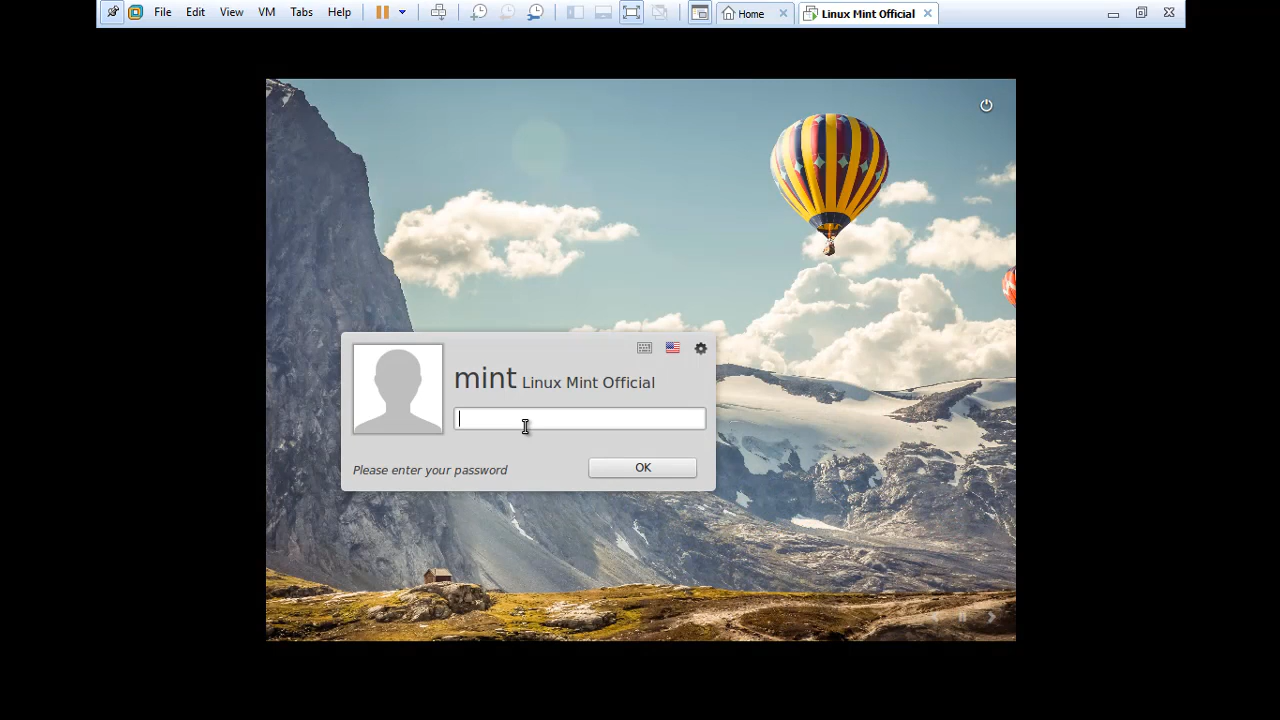 File Edit View VM Tabs Help Home Linux Mint Official
mint Linux Mint Official
Please enter your password OK